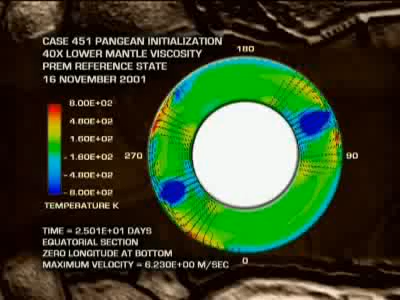 CASE 451 PANGEAN INITIALIZATION
40X LOWER MANTLE VISCOSITY
PREM REFERENCE STATE
16 NOVEMBER 2001
180
8.00E+02
4.80E+02
1.60E+02
- 1.60E+02
- 4.80E+02
- 8.00E+02
TEMPERATURE K
270
90
TIME = 2.501E+01 DAYS
EQUATORIAL SECTION
ZERO LONGITUDE AT BOTTOM
MAXIMUM VELOCITY = 6.230E+00 M/SEC
0